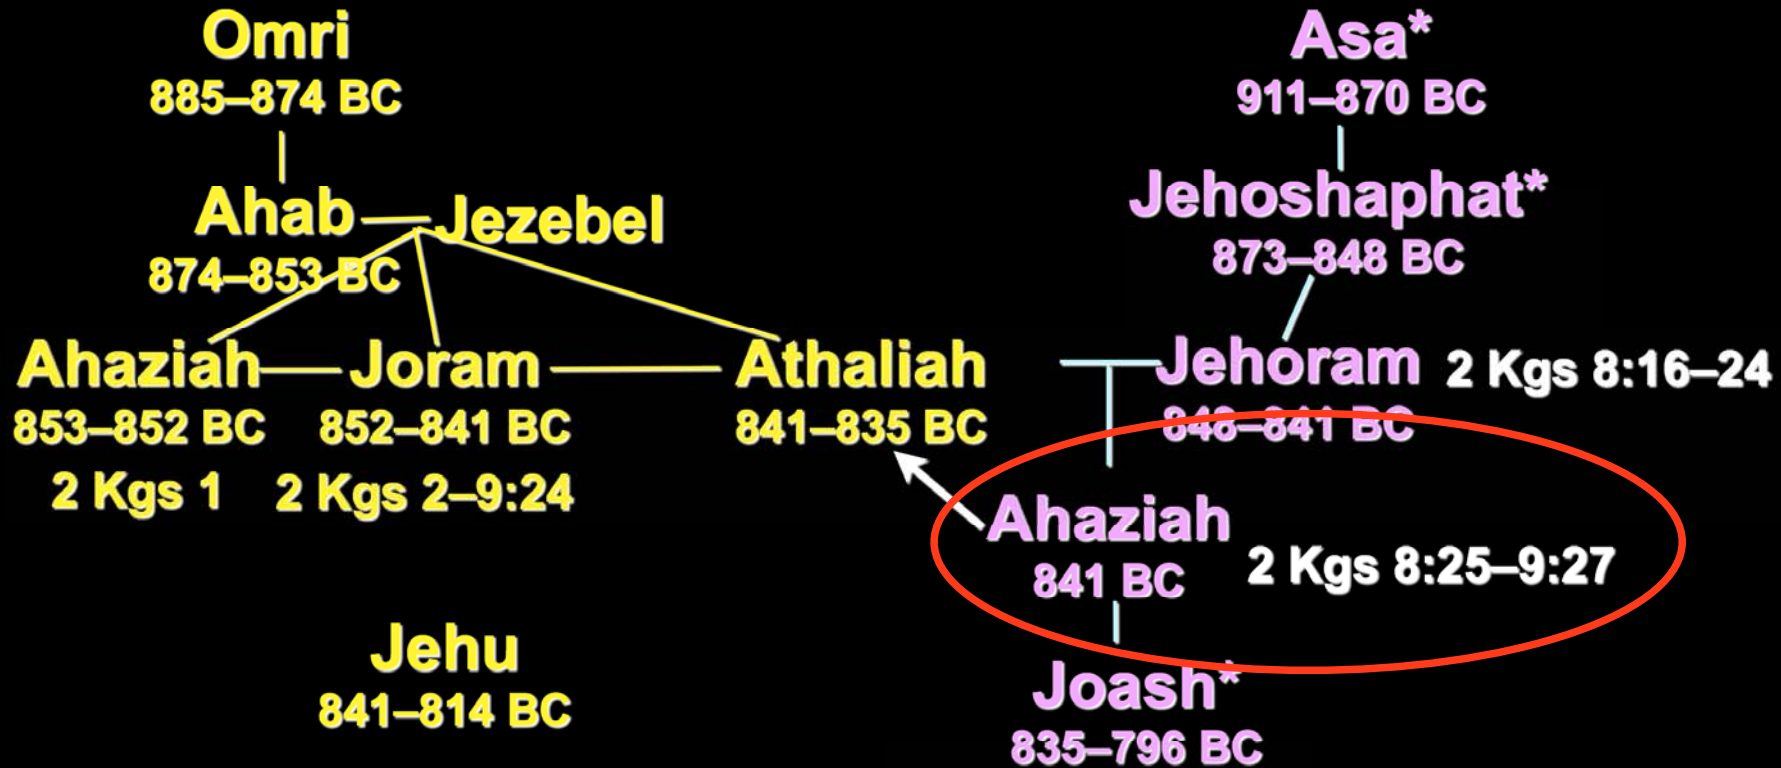 Omri
885–874 BC
Ahab
Jezebel
874–853 BC
Ahaziah
853–852 BC
2 Kgs 1
Joram
852–841 BC
2 Kgs 2–9:24
Athaliah
841–835 BC
Jehu
841–814 BC
Asa*
911–870 BC
Jehoshaphat*
873–848 BC
Jehoram
2 Kgs 8:16–24
848–841 BC
Ahaziah
841 BC
2 Kgs 8:25–9:27
Joash*
835–796 BC